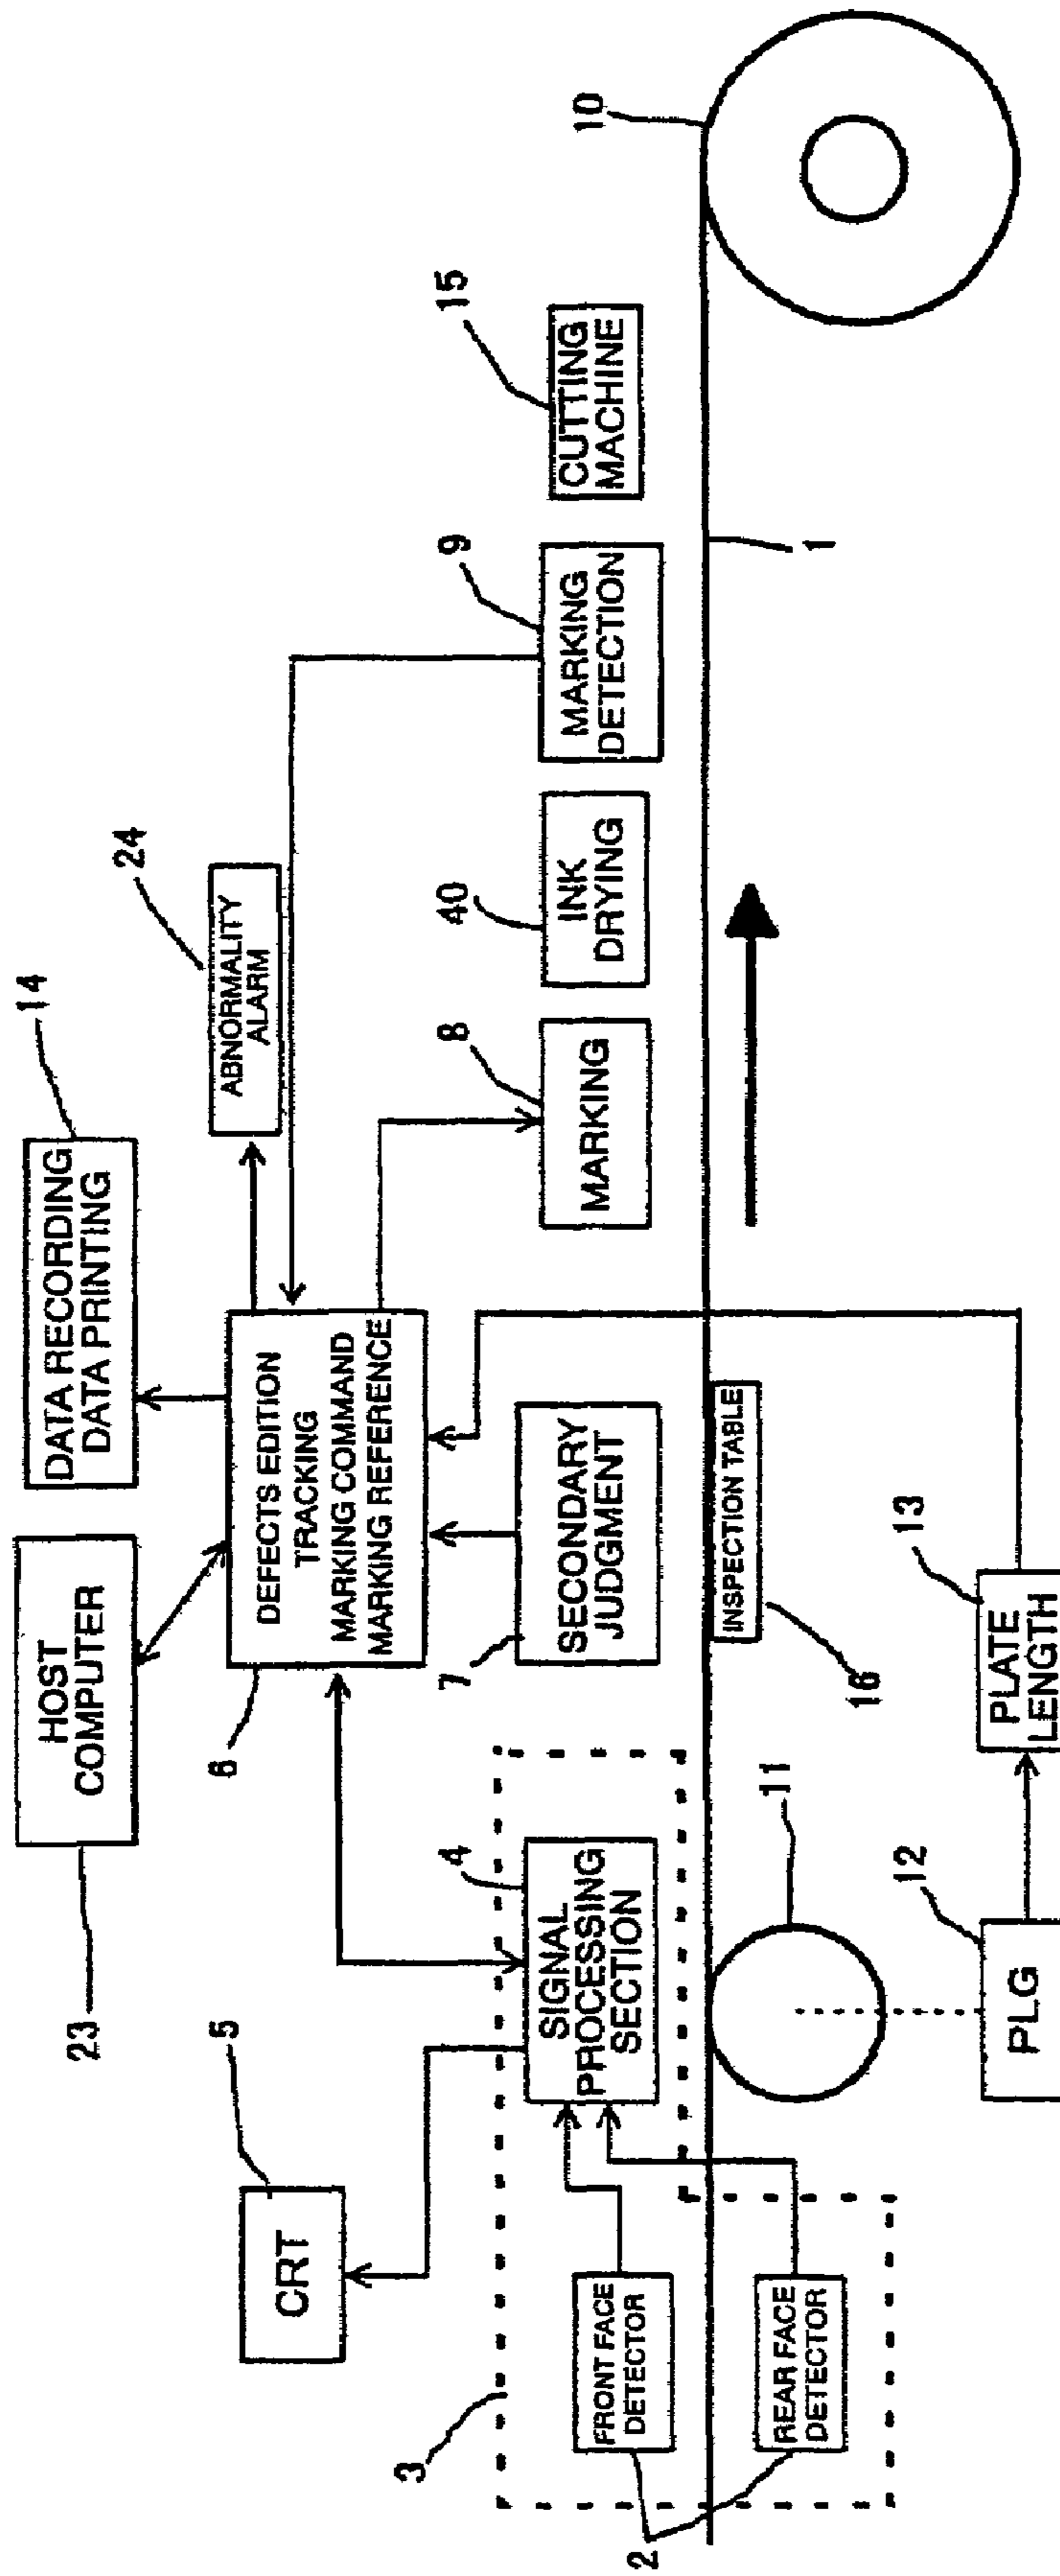 23
HOST
COMPUTER
14
DATA RECORDING
DATA PRINTING
24
ABNORMALITY
ALARM
5
CRT
6
DEFECTS EDITION
TRACKING
MARKING COMMAND
MARKING REFERENCE
3
4
SIGNAL
PROCESSING
SECTION
7
SECONDARY
JUDGMENT
8
MARKING
40
INK
DRYING
9
MARKING
DETECTION
15
CUTTING
MACHINE
10
FRONT FACE
DETECTOR
2
REAR FACE
DETECTOR
11
INSPECTION TABLE
16
1
12
PLG
13
PLATE
LENGTH